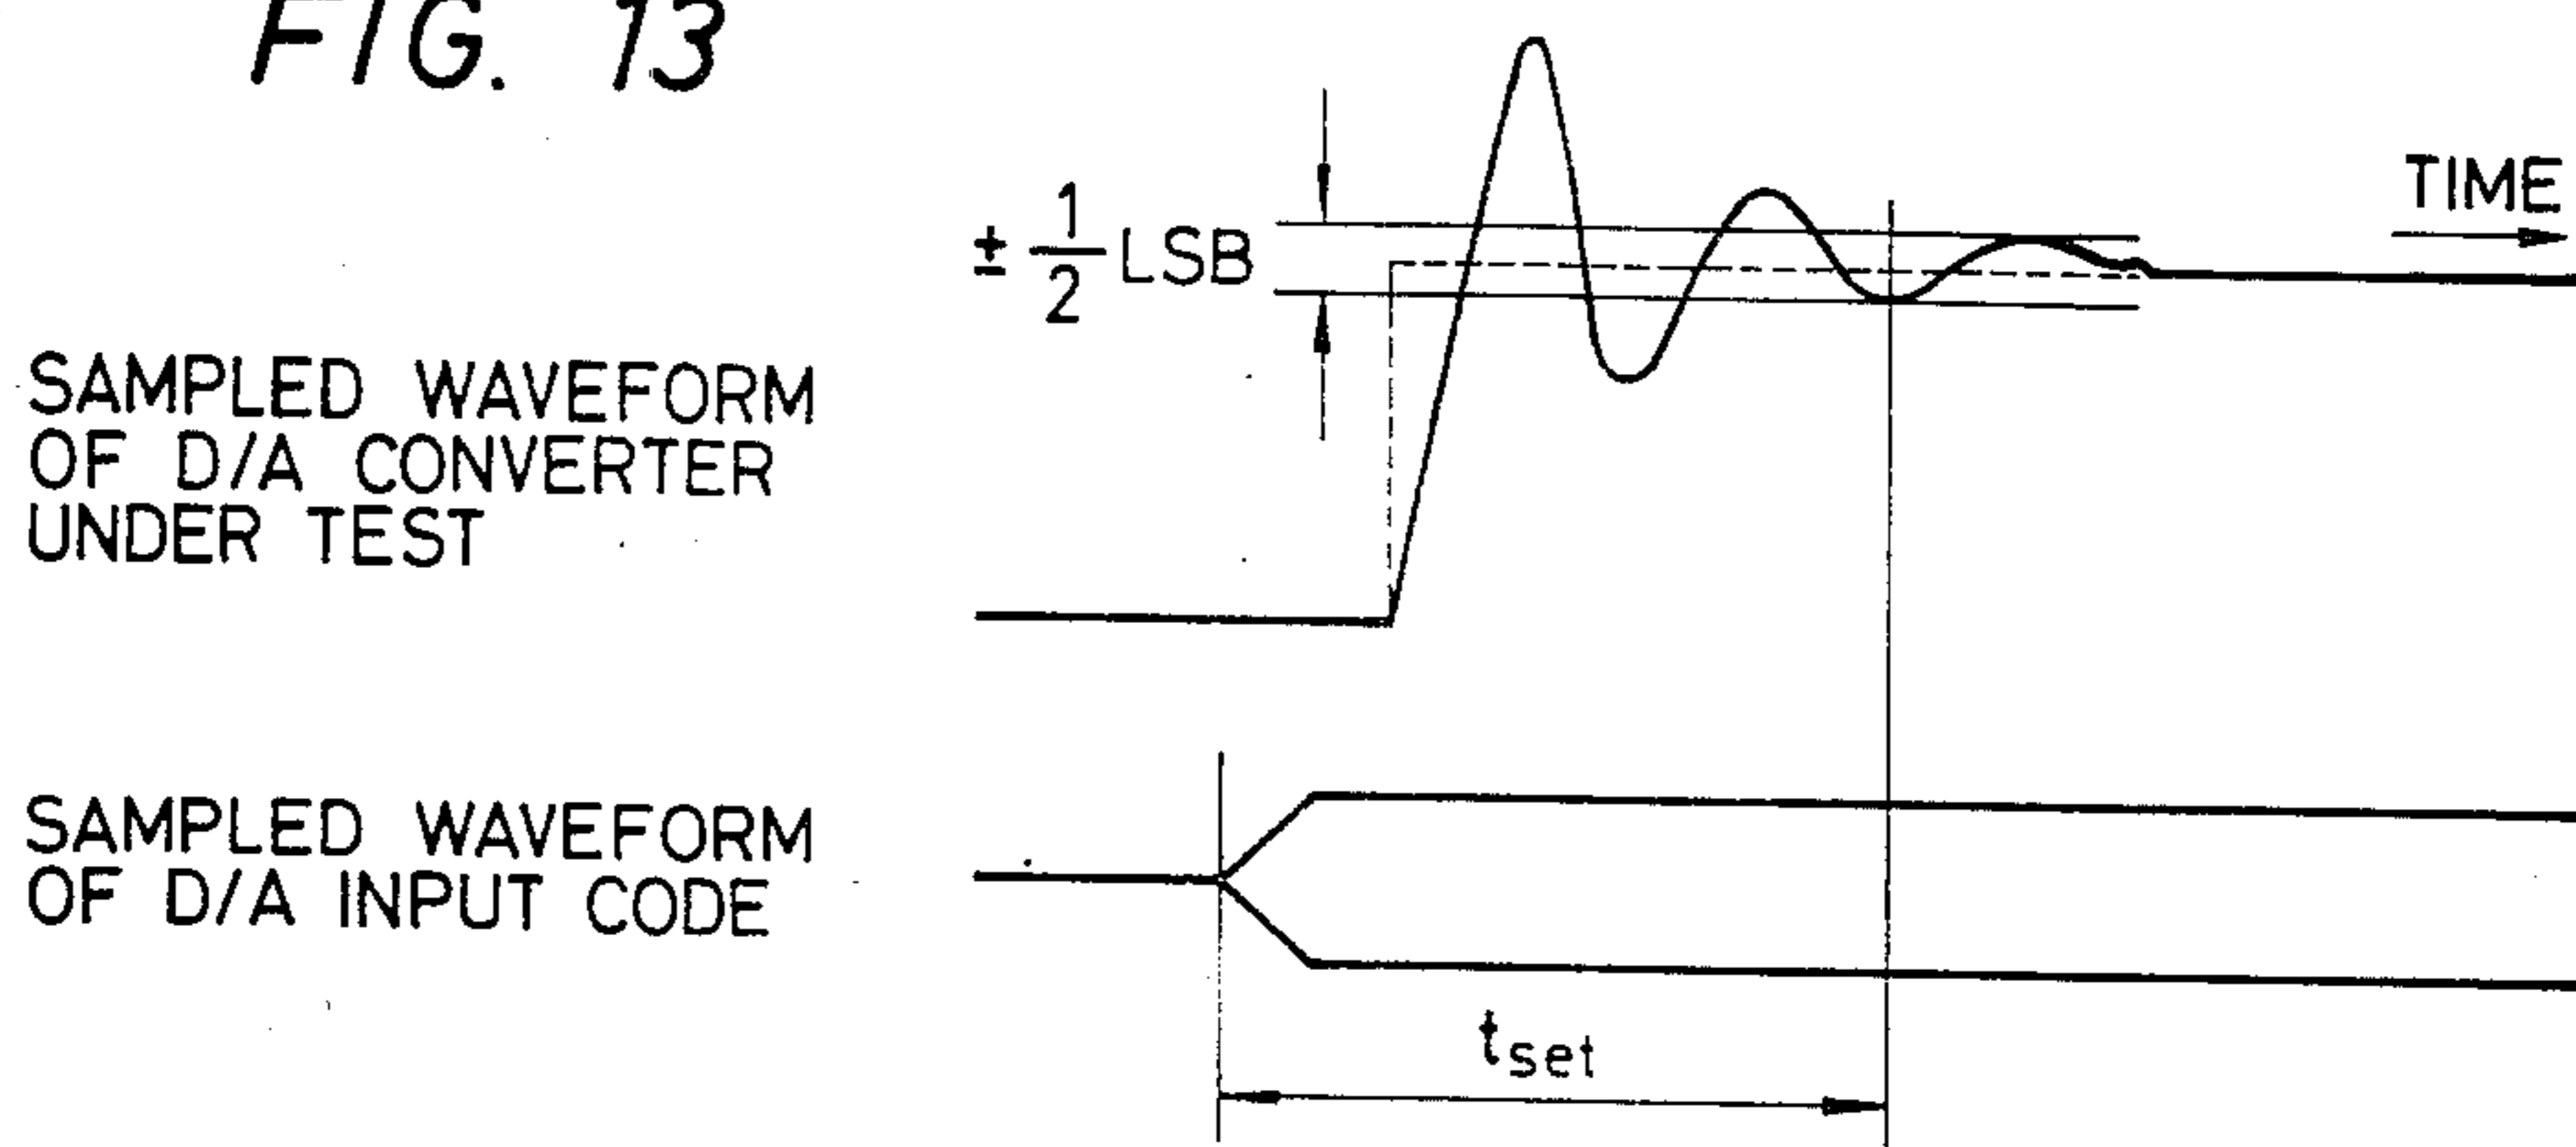 FIG. 13
TIME
± 1/2 LSB
SAMPLED WAVEFORM
OF D/A CONVERTER
UNDER TEST
SAMPLED WAVEFORM
OF D/A INPUT CODE
tset